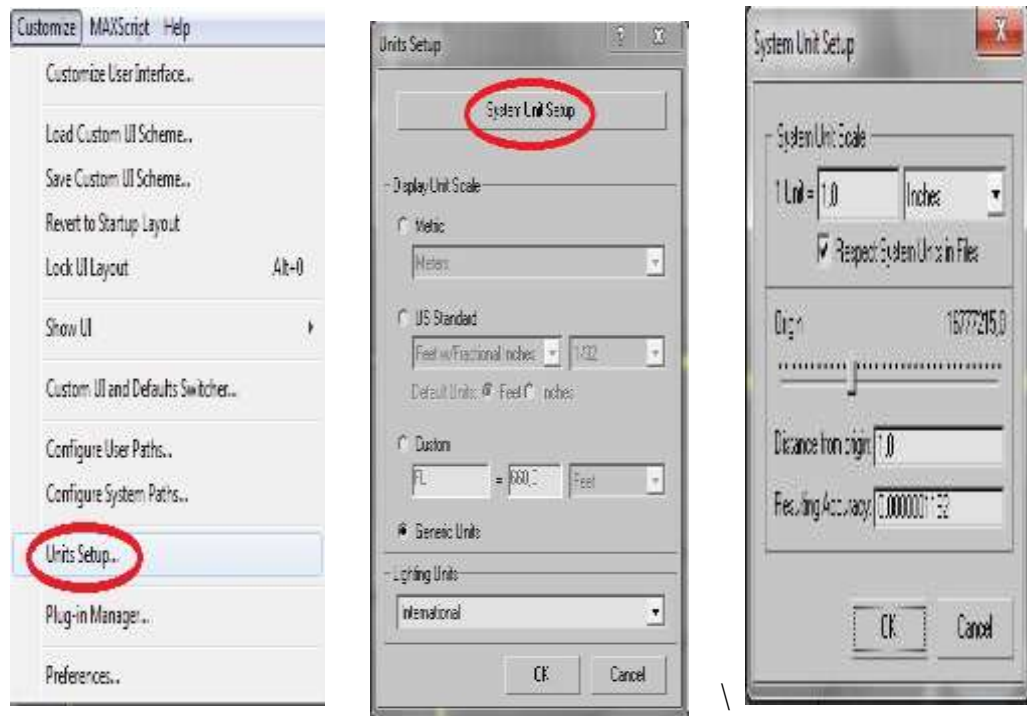 Customize MAXScript Help
Customize User Interface...
Load Custom UI Scheme...
Save Custom UI Scheme...
Revert to Startup Layout
Lock UI Layout Alt+0
Show UI
Custom UI and Defaults Switcher...
Configure User Paths...
Configure System Paths...
Units Setup...
Plug-in Manager...
Preferences...
Units Setup
System Unit Setup
Display Unit Scale
Metric
Meters
US Standard
Feet w/Fractional Inches 1/32
Default Units: Feet Inches
Custom
FL = 660,0 Feet
Generic Units
Lighting Units
International
OK Cancel
\
System Unit Setup
System Unit Scale
1 Unit = 1,0 Inches
Respect System Units in Files
Origin 16777215,0
Distance from origin: 1,0
Resulting Accuracy:
OK Cancel